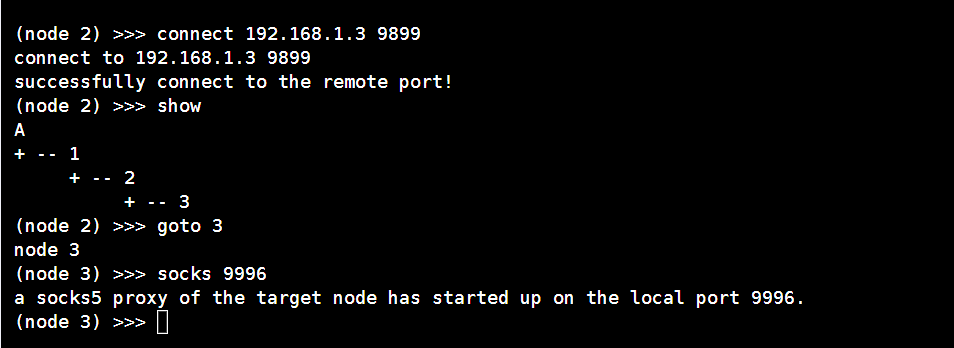 (node 2) >>> connect 192.168.1.3 9899
connect to 192.168.1.3 9899
successfully connect to the remote port!
(node 2) >>> show
A
+ -- 1
     + -- 2
          + -- 3
(node 2) >>> goto 3
node 3
(node 3) >>> socks 9996
a socks5 proxy of the target node has started up on the local port 9996.
(node 3) >>>